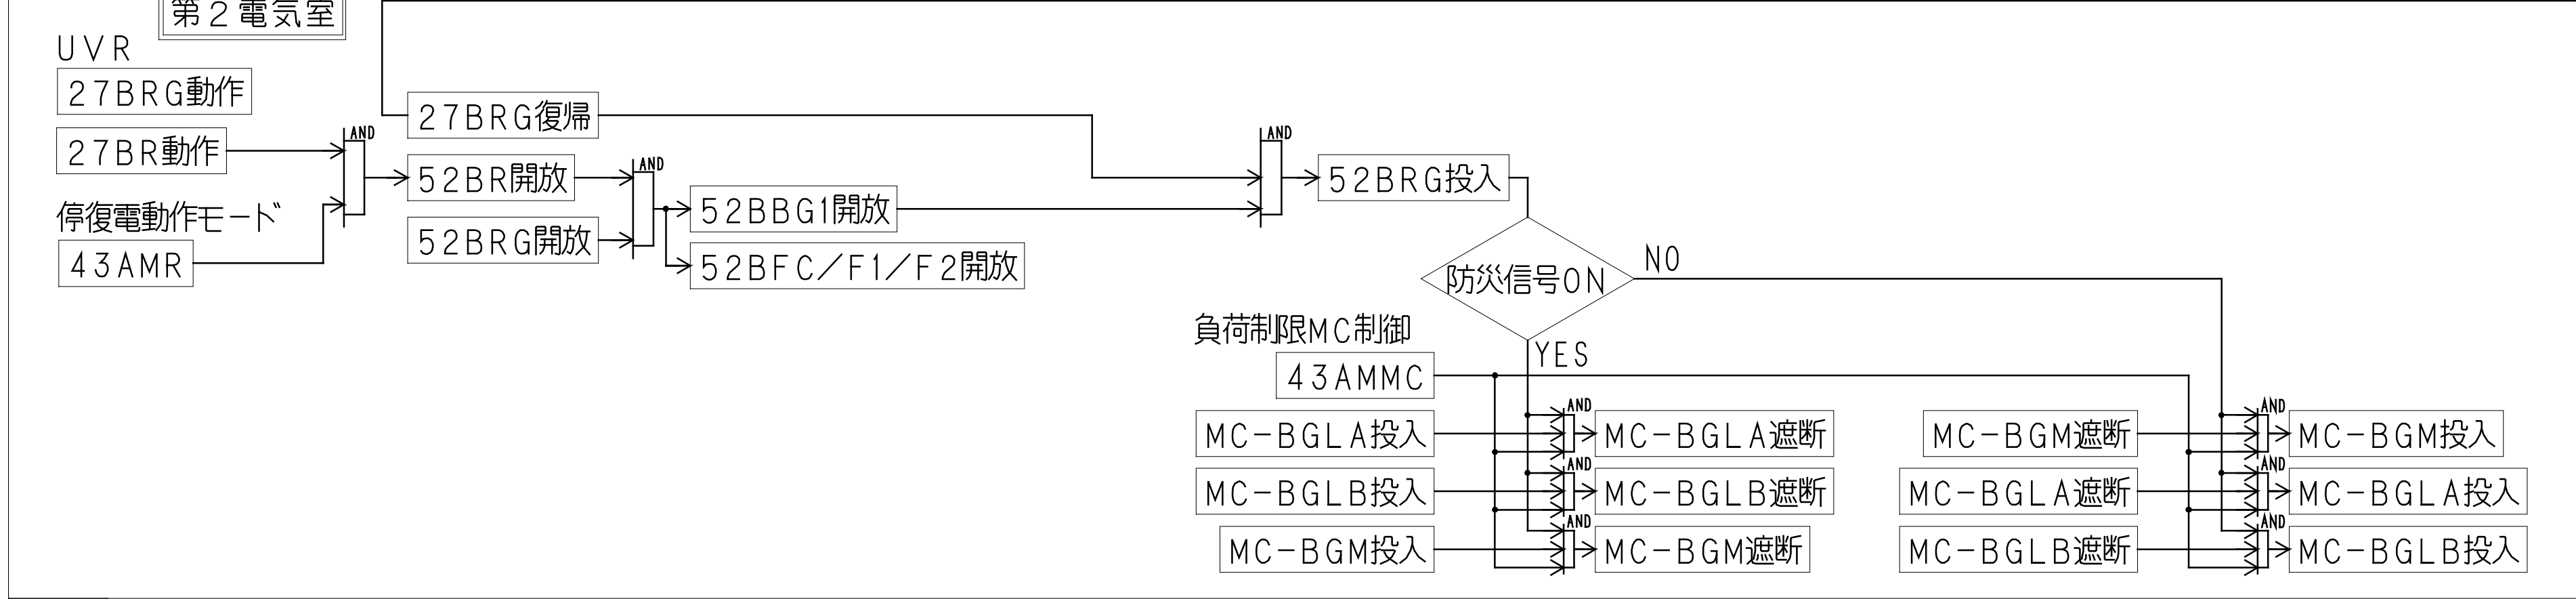 第２電気室
ＵＶＲ
２７ＢＲＧ動作
２７ＢＲ動作
停復電動作モード
４３ＡＭＲ
AND
２７ＢＲＧ復帰
５２ＢＲ開放
５２ＢＲＧ開放
AND
５２ＢＢＧ1開放
５２ＢＦＣ／Ｆ1／Ｆ２開放
AND
５２ＢＲＧ投入
防災信号ＯＮ
ＮＯ
ＹＥＳ
負荷制限ＭＣ制御
４３ＡＭＭＣ
ＭＣ－ＢＧＬＡ投入
AND
ＭＣ－ＢＧＬＡ遮断
ＭＣ－ＢＧＬＢ投入
AND
ＭＣ－ＢＧＬＢ遮断
ＭＣ－ＢＧＭ投入
AND
ＭＣ－ＢＧＭ遮断
ＭＣ－ＢＧＭ遮断
AND
ＭＣ－ＢＧＭ投入
ＭＣ－ＢＧＬＡ遮断
AND
ＭＣ－ＢＧＬＡ投入
ＭＣ－ＢＧＬＢ遮断
AND
ＭＣ－ＢＧＬＢ投入